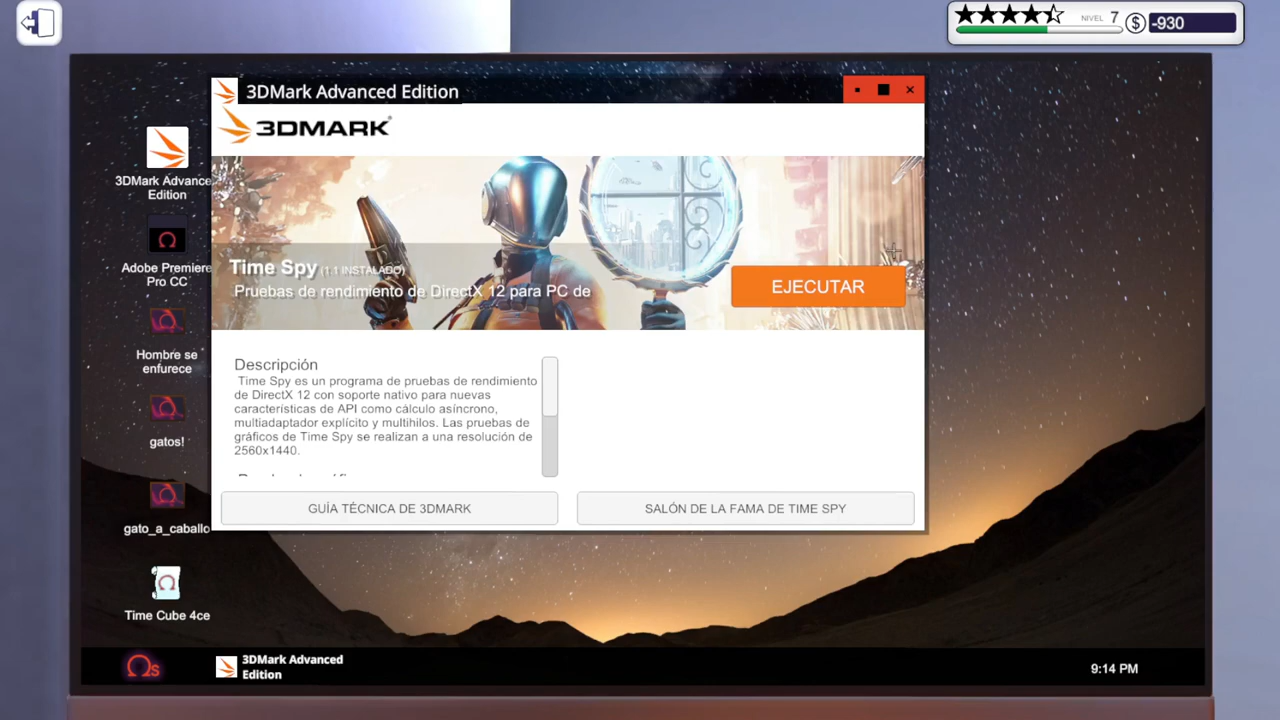 NIVEL 7
$ -930
3DMark Advanced Edition
3DMARK
Time Spy (1.1 INSTALADO)
Pruebas de rendimiento de DirectX 12 para PC de
EJECUTAR
Descripción
Time Spy es un programa de pruebas de rendimiento
de DirectX 12 con soporte nativo para nuevas
características de API como cálculo asíncrono,
multiadaptador explícito y multihilos. Las pruebas de
gráficos de Time Spy se realizan a una resolución de
2560x1440.
GUÍA TÉCNICA DE 3DMARK
SALÓN DE LA FAMA DE TIME SPY
3DMark Advance
Edition
Adobe Premiere
Pro CC
Hombre se
enfurece
gatos!
gato_a_caballo
Time Cube 4ce
Ωs
3DMark Advanced
Edition
9:14 PM